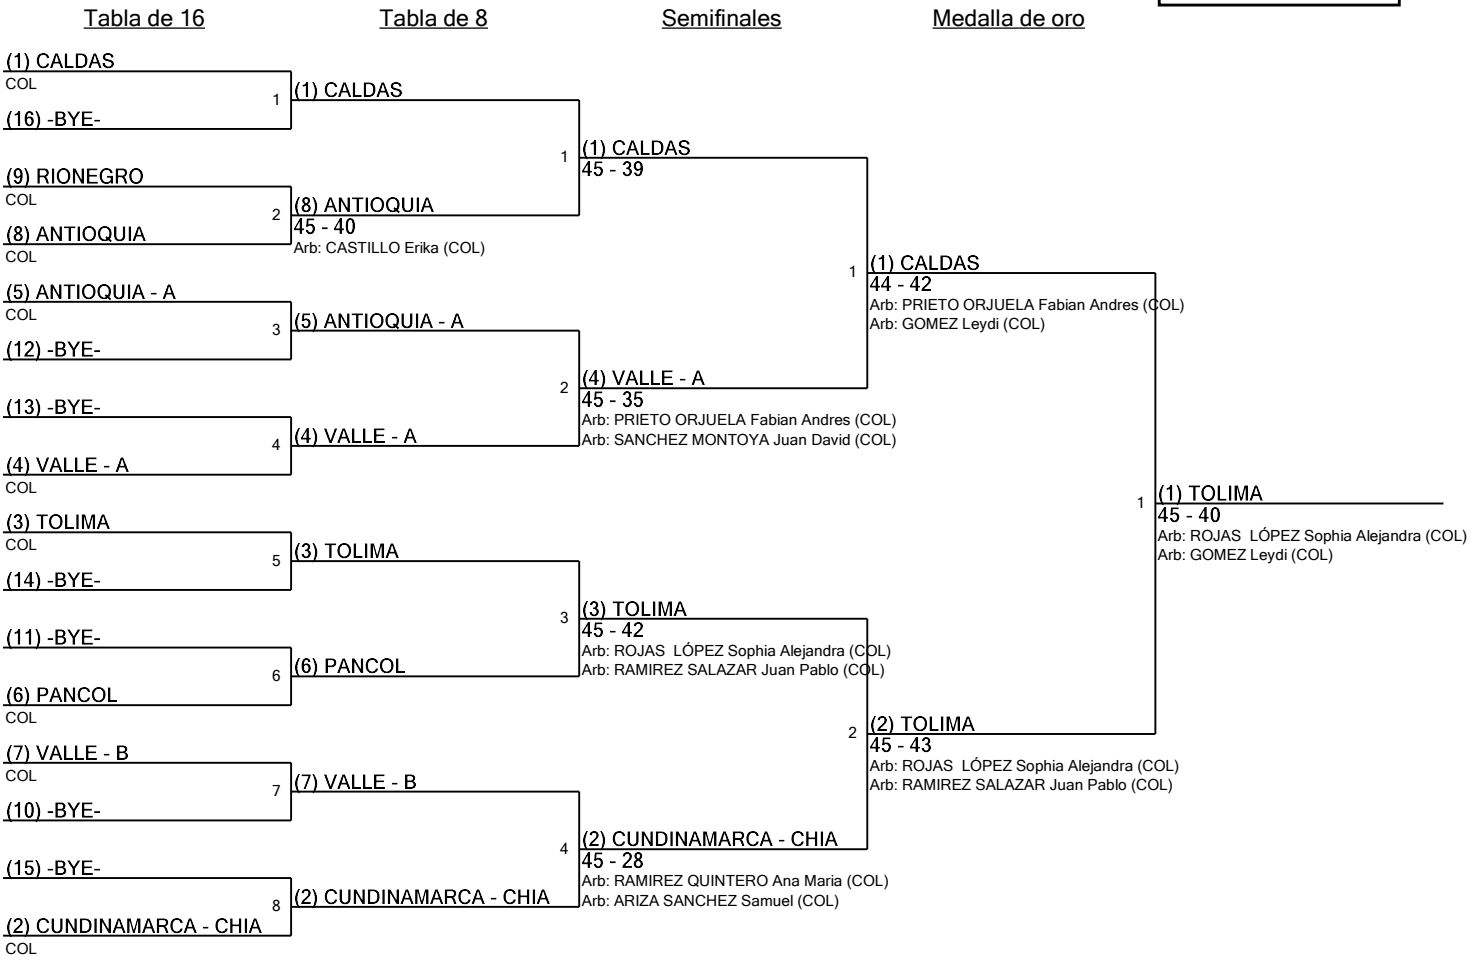 Tabla de 16
Tabla de 8
Semifinales
Medalla de oro
(1) CALDAS
COL
(16) -BYE-
(9) RIONEGRO
COL
(8) ANTIOQUIA
COL
(5) ANTIOQUIA - A
COL
(12) -BYE-
(13) -BYE-
(4) VALLE - A
COL
(3) TOLIMA
COL
(14) -BYE-
(11) -BYE-
(6) PANCOL
COL
(7) VALLE - B
COL
(10) -BYE-
(15) -BYE-
(2) CUNDINAMARCA - CHIA
COL
1
(1) CALDAS
2
(8) ANTIOQUIA
45 - 40
Arb: CASTILLO Erika (COL)
3
(5) ANTIOQUIA - A
4
(4) VALLE - A
5
(3) TOLIMA
6
(6) PANCOL
7
(7) VALLE - B
8
(2) CUNDINAMARCA - CHIA
1
(1) CALDAS
45 - 39
2
(4) VALLE - A
45 - 35
Arb: PRIETO ORJUELA Fabian Andres (COL)
Arb: SANCHEZ MONTOYA Juan David (COL)
3
(3) TOLIMA
45 - 42
Arb: ROJAS  LÓPEZ Sophia Alejandra (COL)
Arb: RAMIREZ SALAZAR Juan Pablo (COL)
4
(2) CUNDINAMARCA - CHIA
45 - 28
Arb: RAMIREZ QUINTERO Ana Maria (COL)
Arb: ARIZA SANCHEZ Samuel (COL)
1
(1) CALDAS
44 - 42
Arb: PRIETO ORJUELA Fabian Andres (COL)
Arb: GOMEZ Leydi (COL)
2
(2) TOLIMA
45 - 43
Arb: ROJAS  LÓPEZ Sophia Alejandra (COL)
Arb: RAMIREZ SALAZAR Juan Pablo (COL)
1
(1) TOLIMA
45 - 40
Arb: ROJAS  LÓPEZ Sophia Alejandra (COL)
Arb: GOMEZ Leydi (COL)